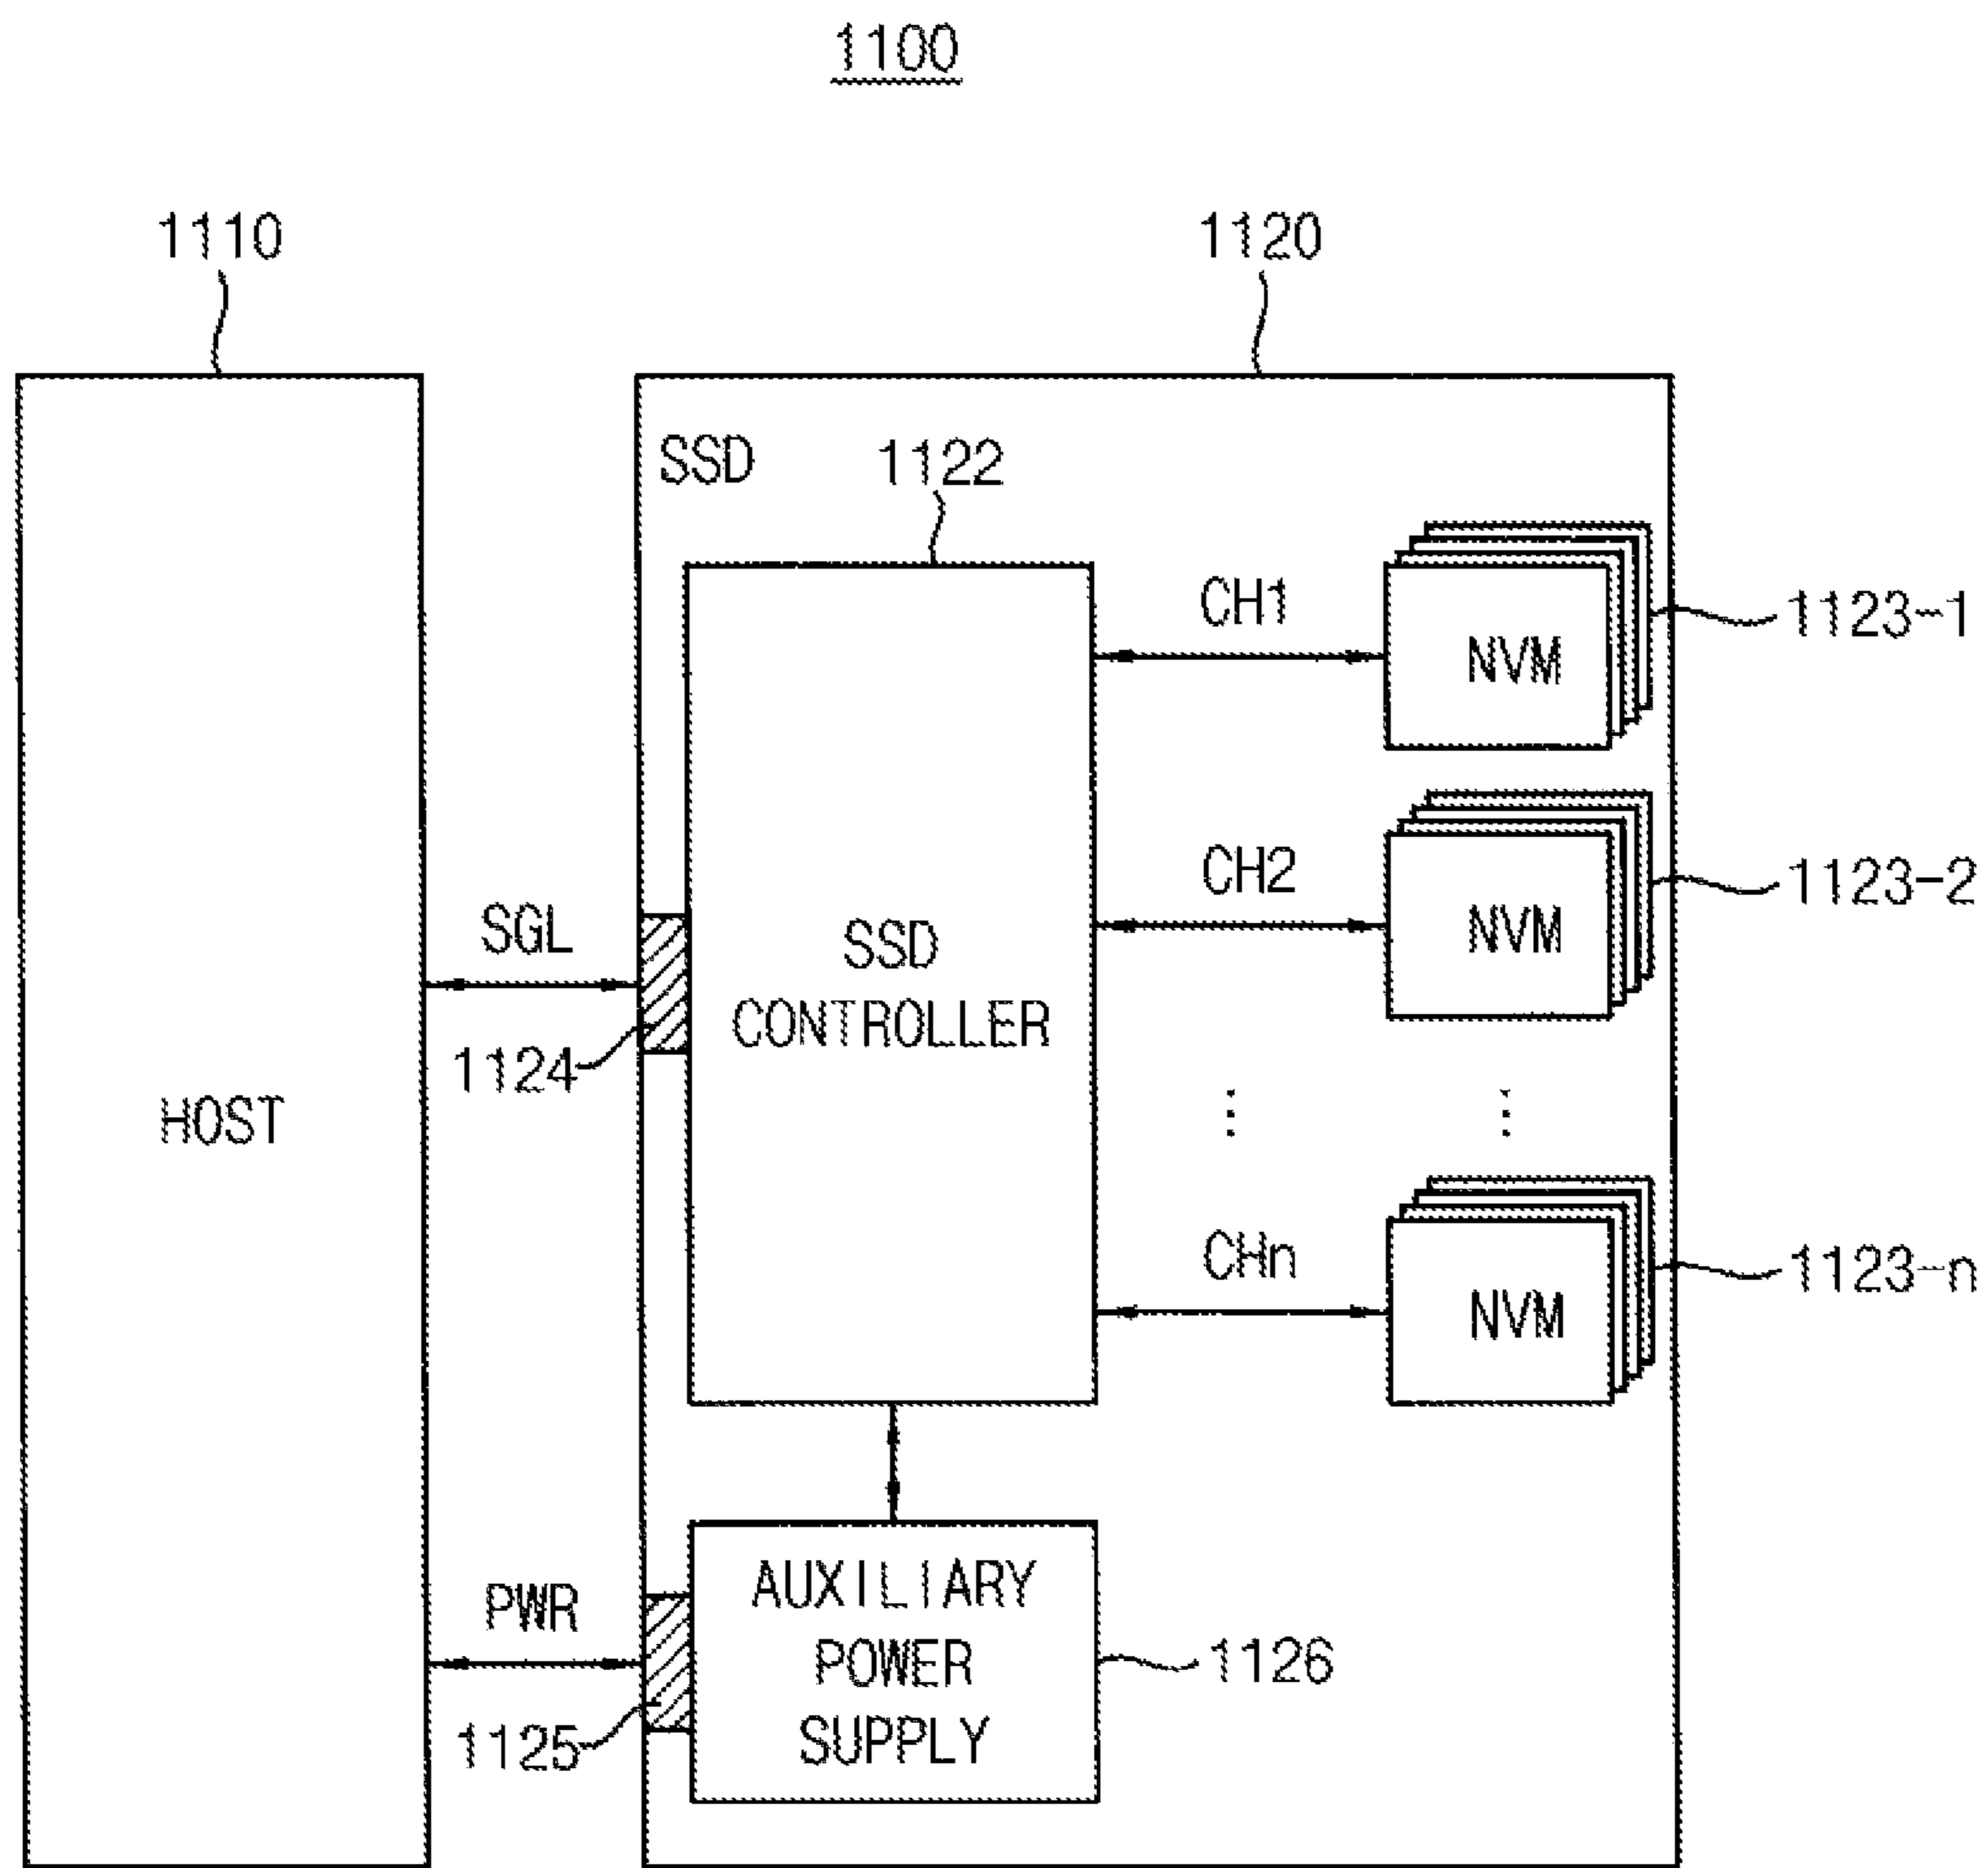 1100
1110
1120
SSD
1122
CH1
NVM
1123-1
CH2
NVM
1123-2
SGL
SSD
CONTROLLER
1124
HOST
⋮ ⋮
CHn
NVM
1123-n
PWR
AUXILIARY
POWER
SUPPLY
1126
1125